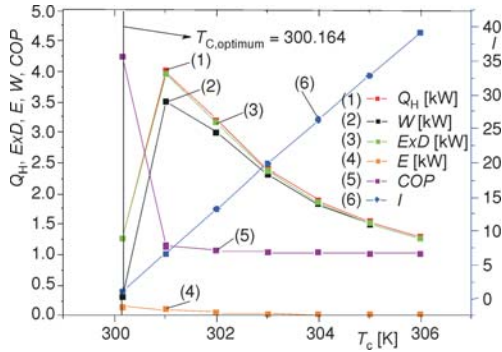 5.0
4.5
4.0
3.5
3.0
2.5
2.0
1.5
1.0
0.5
0.0
Q_H, ExD, E, W, COP
T_C,optimum = 300.164
(1)
(2)
(3)
(6)
(5)
(4)
(1) Q_H [kW]
(2) W [kW]
(3) ExD [kW]
(4) E [kW]
(5) COP
(6) I
I
40
35
30
25
20
15
10
5
0
300 302 304 306
T_c [K]